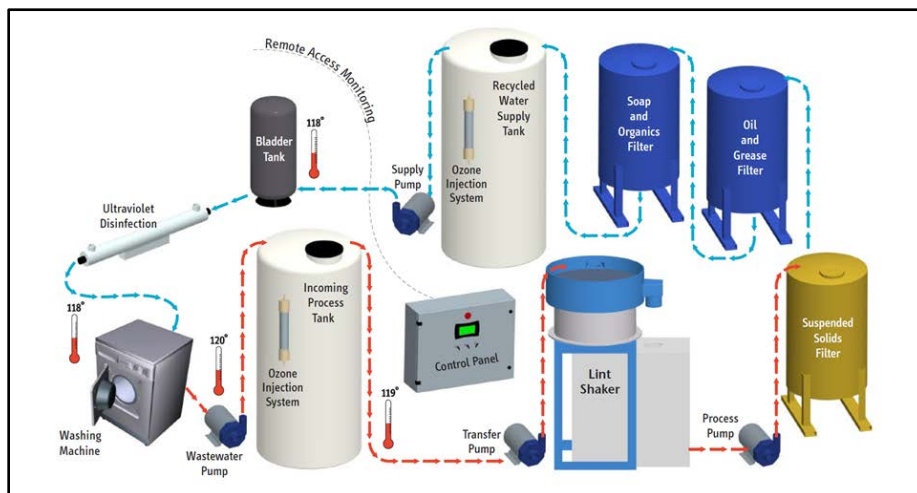 Remote Access Monitoring
118°
Bladder
Tank
Supply
Pump
Recycled
Water
Supply
Tank
Ozone
Injection
System
Soap
and
Organics
Filter
Oil
and
Grease
Filter
Ultraviolet
Disinfection
118°
Washing
Machine
120°
Wastewater
Pump
Incoming
Process
Tank
Ozone
Injection
System
119°
Control Panel
Transfer
Pump
Lint
Shaker
Process
Pump
Suspended
Solids
Filter